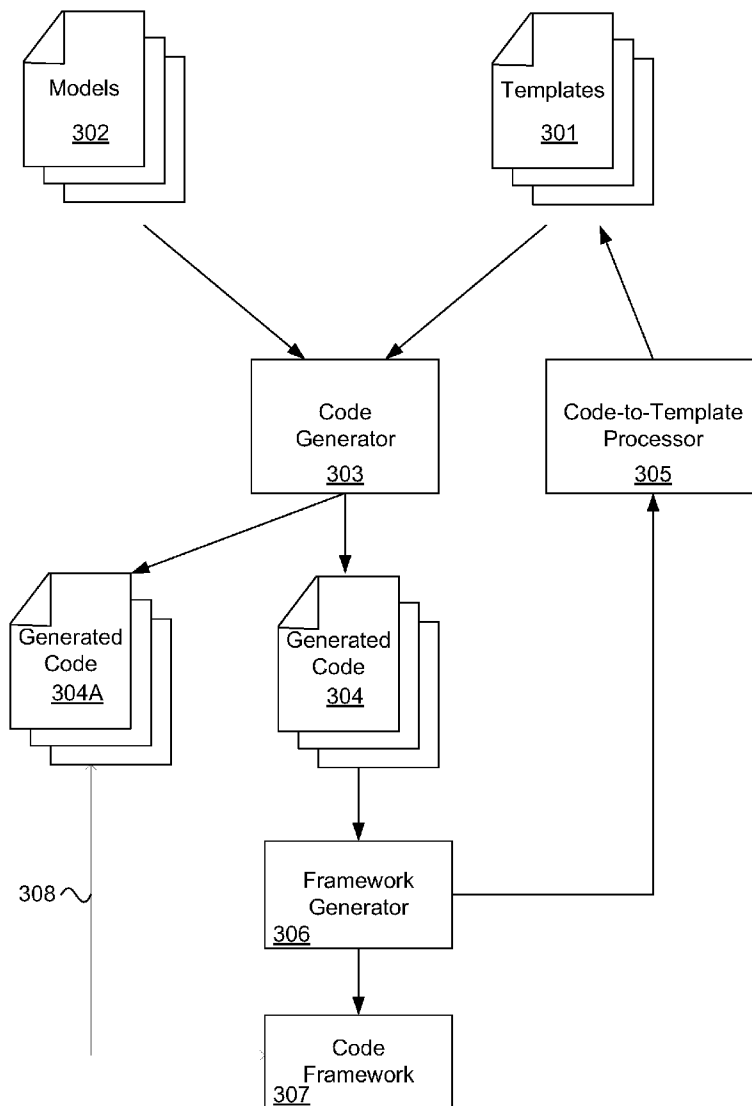 Models
302
Templates
301
Code
Generator
303
Code-to-Template
Processor
305
Generated
Code
304A
Generated
Code
304
308
Framework
Generator
306
Code
Framework
307